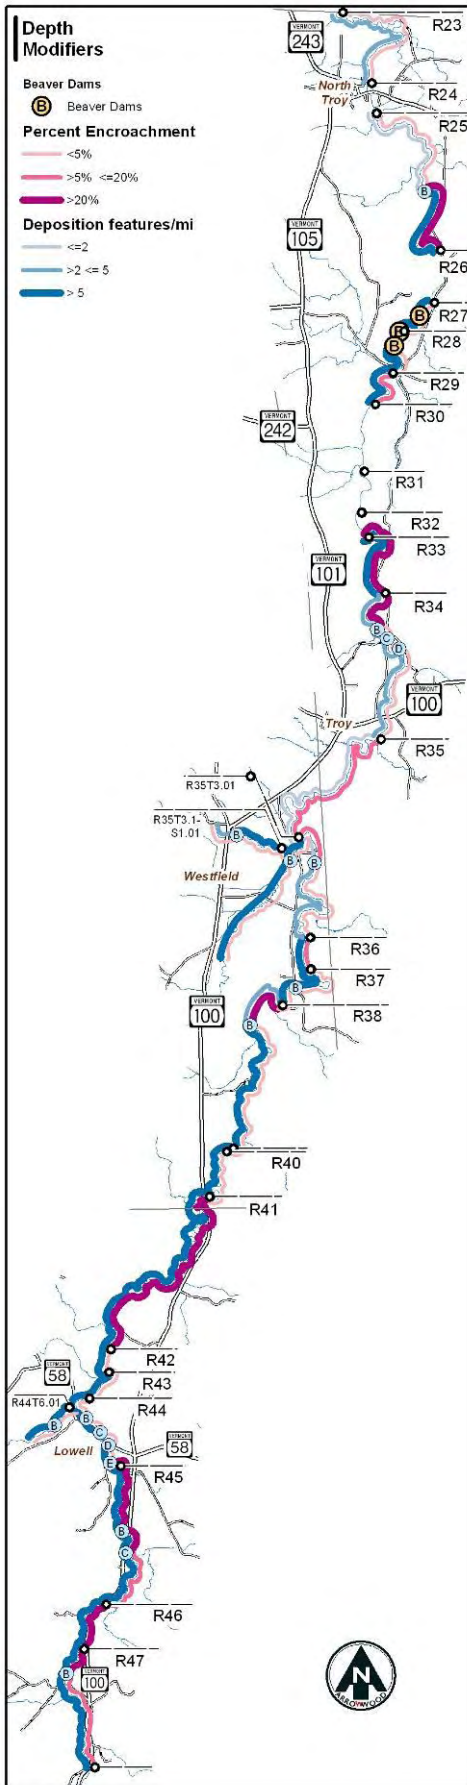 Depth
Modifiers
Beaver Dams
B Beaver Dams
Percent Encroachment
<5%
>5% <=20%
>20%
Deposition features/mi
<=2
>2 <= 5
> 5
R23
VERMONT
243
North
Troy
R24
R25
B
VERMONT
105
R26
R27
B
B
R28
B
R29
R30
VERMONT
242
R31
R32
R33
VERMONT
101
R34
B
C
D
VERMONT
100
Troy
R35
R35T3.01
R35T3.1-
S1.01
B
B
B
Westfield
R36
R37
B
R38
VERMONT
100
B
R40
R41
R42
VERMONT
58
R43
R44
R44T6.01
B
B
C
D
VERMONT
58
Lowell
E
R45
B
C
R46
R47
B
VERMONT
100
N
ARROWWOOD